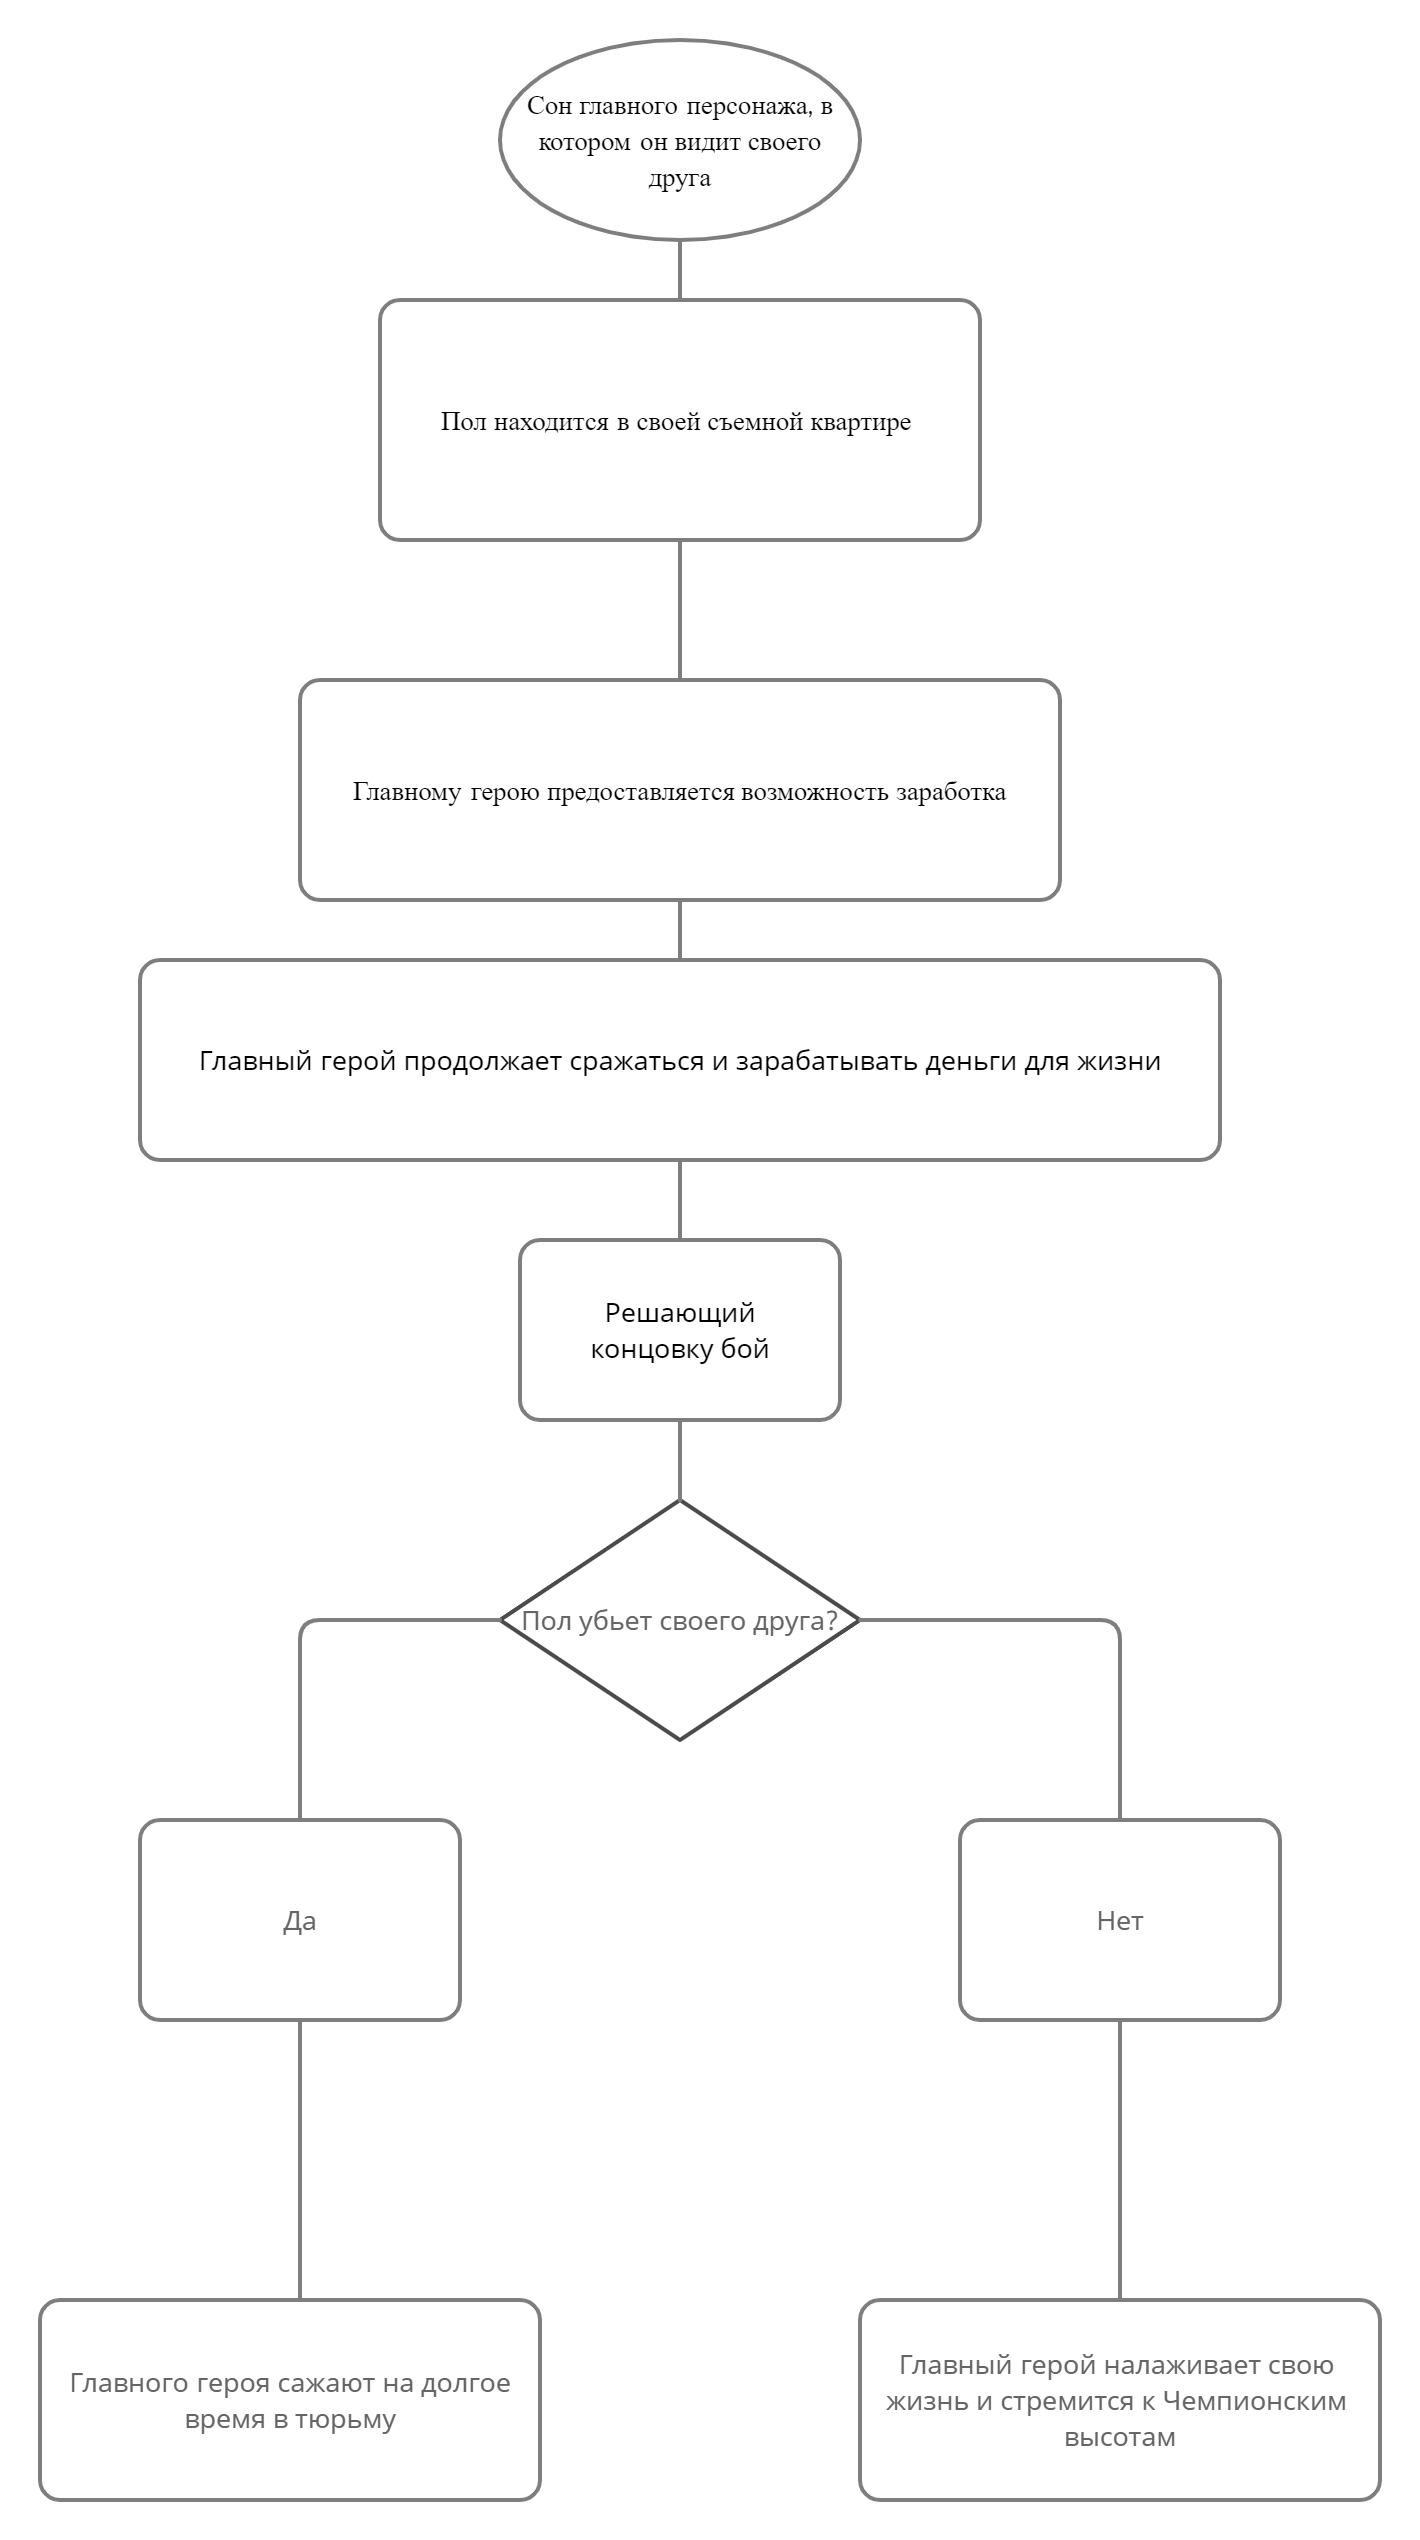 Сон главного персонажа, в
котором он видит своего
друга
Пол находится в своей съемной квартире
Главному герою предоставляется возможность заработка
Главный герой продолжает сражаться и зарабатывать деньги для жизни
Решающий
концовку бой
Пол убьет своего друга?
Да
Нет
Главного героя сажают на долгое
время в тюрьму
Главный герой налаживает свою
жизнь и стремится к Чемпионским
высотам